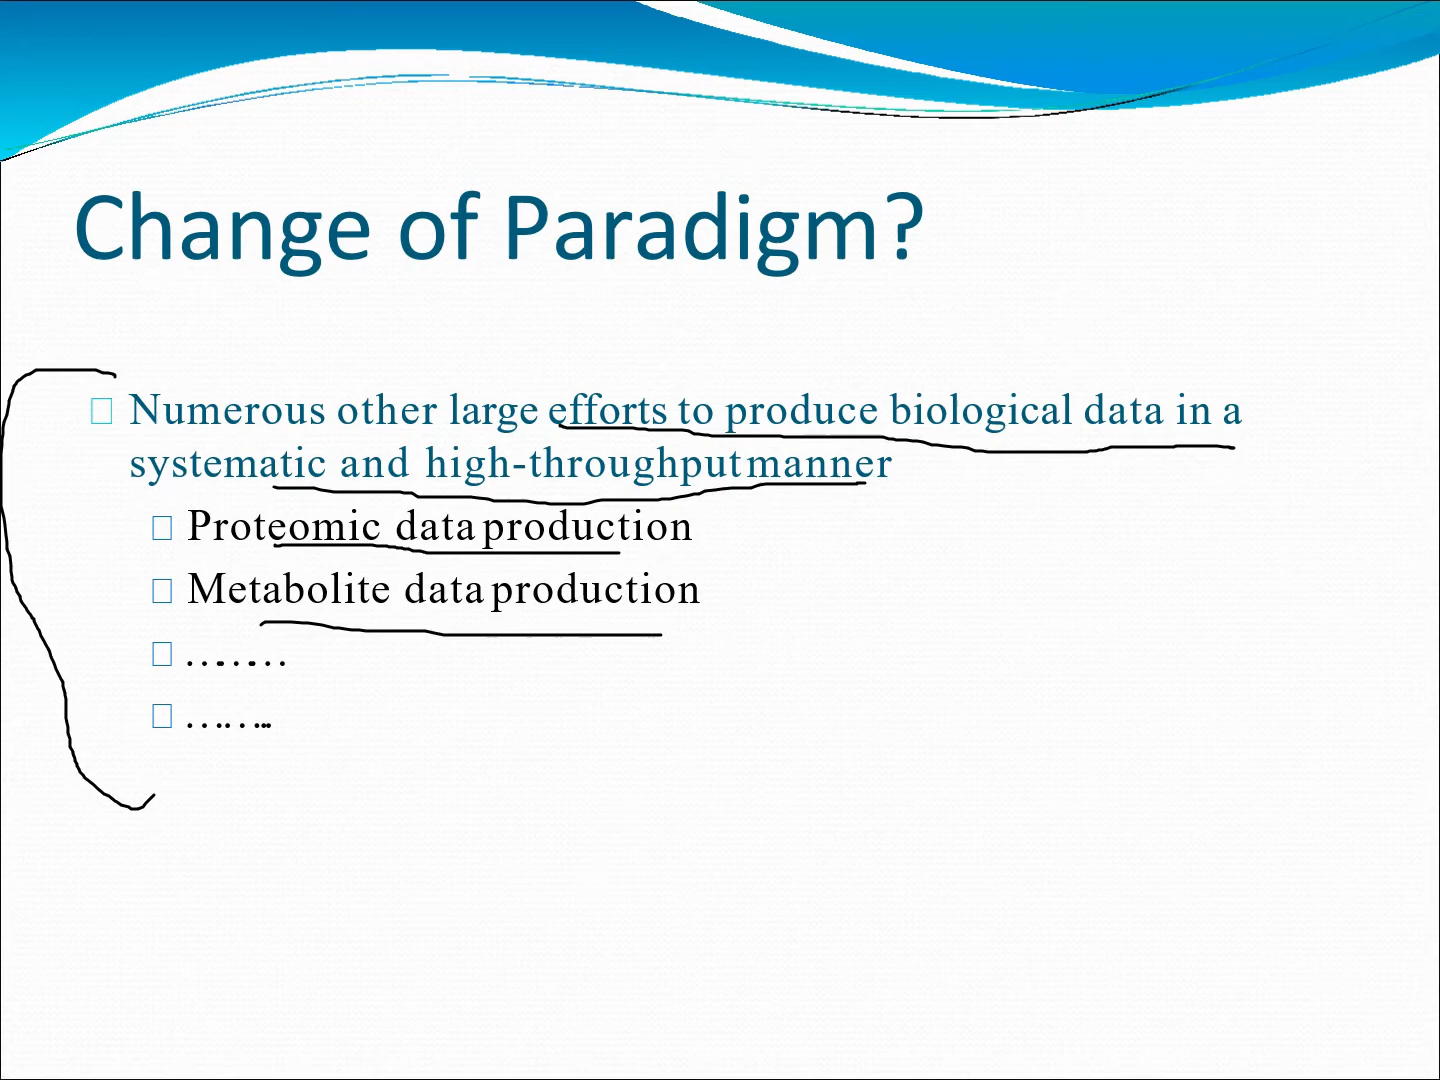 Change of Paradigm?
Numerous other large efforts to produce biological data in a
systematic and high-throughput manner
Proteomic data production
Metabolite data production
……..
…….